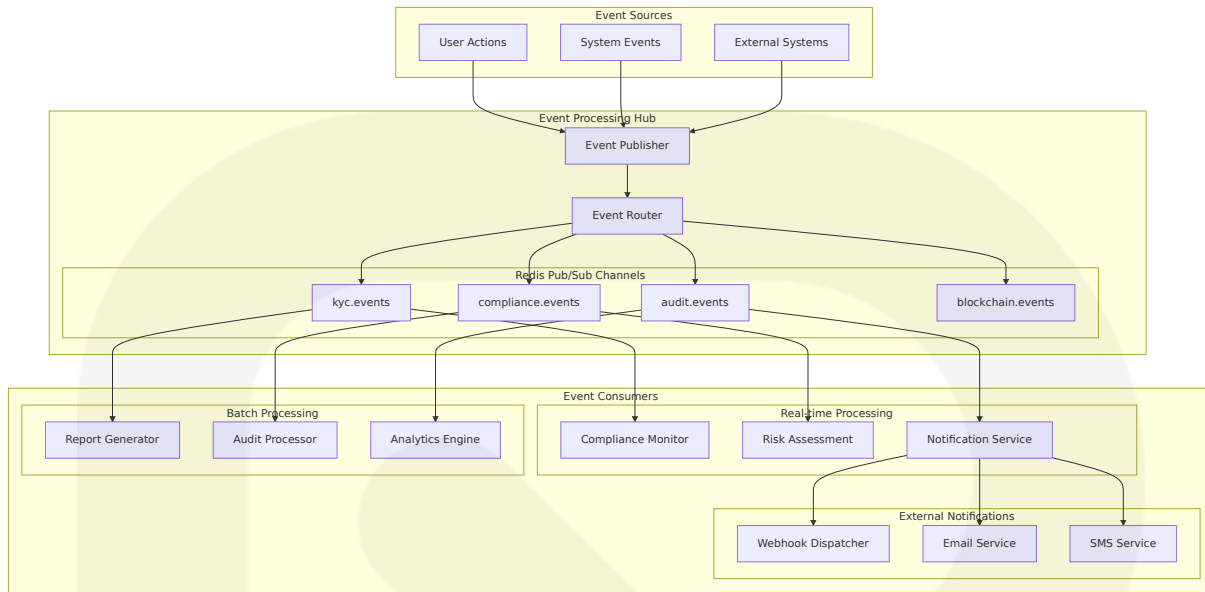 Event Sources
User Actions
System Events
External Systems
Event Processing Hub
Event Publisher
Event Router
Redis Pub/Sub Channels
kyc.events
compliance.events
audit.events
blockchain.events
Event Consumers
Batch Processing
Report Generator
Audit Processor
Analytics Engine
Real-time Processing
Compliance Monitor
Risk Assessment
Notification Service
External Notifications
Webhook Dispatcher
Email Service
SMS Service